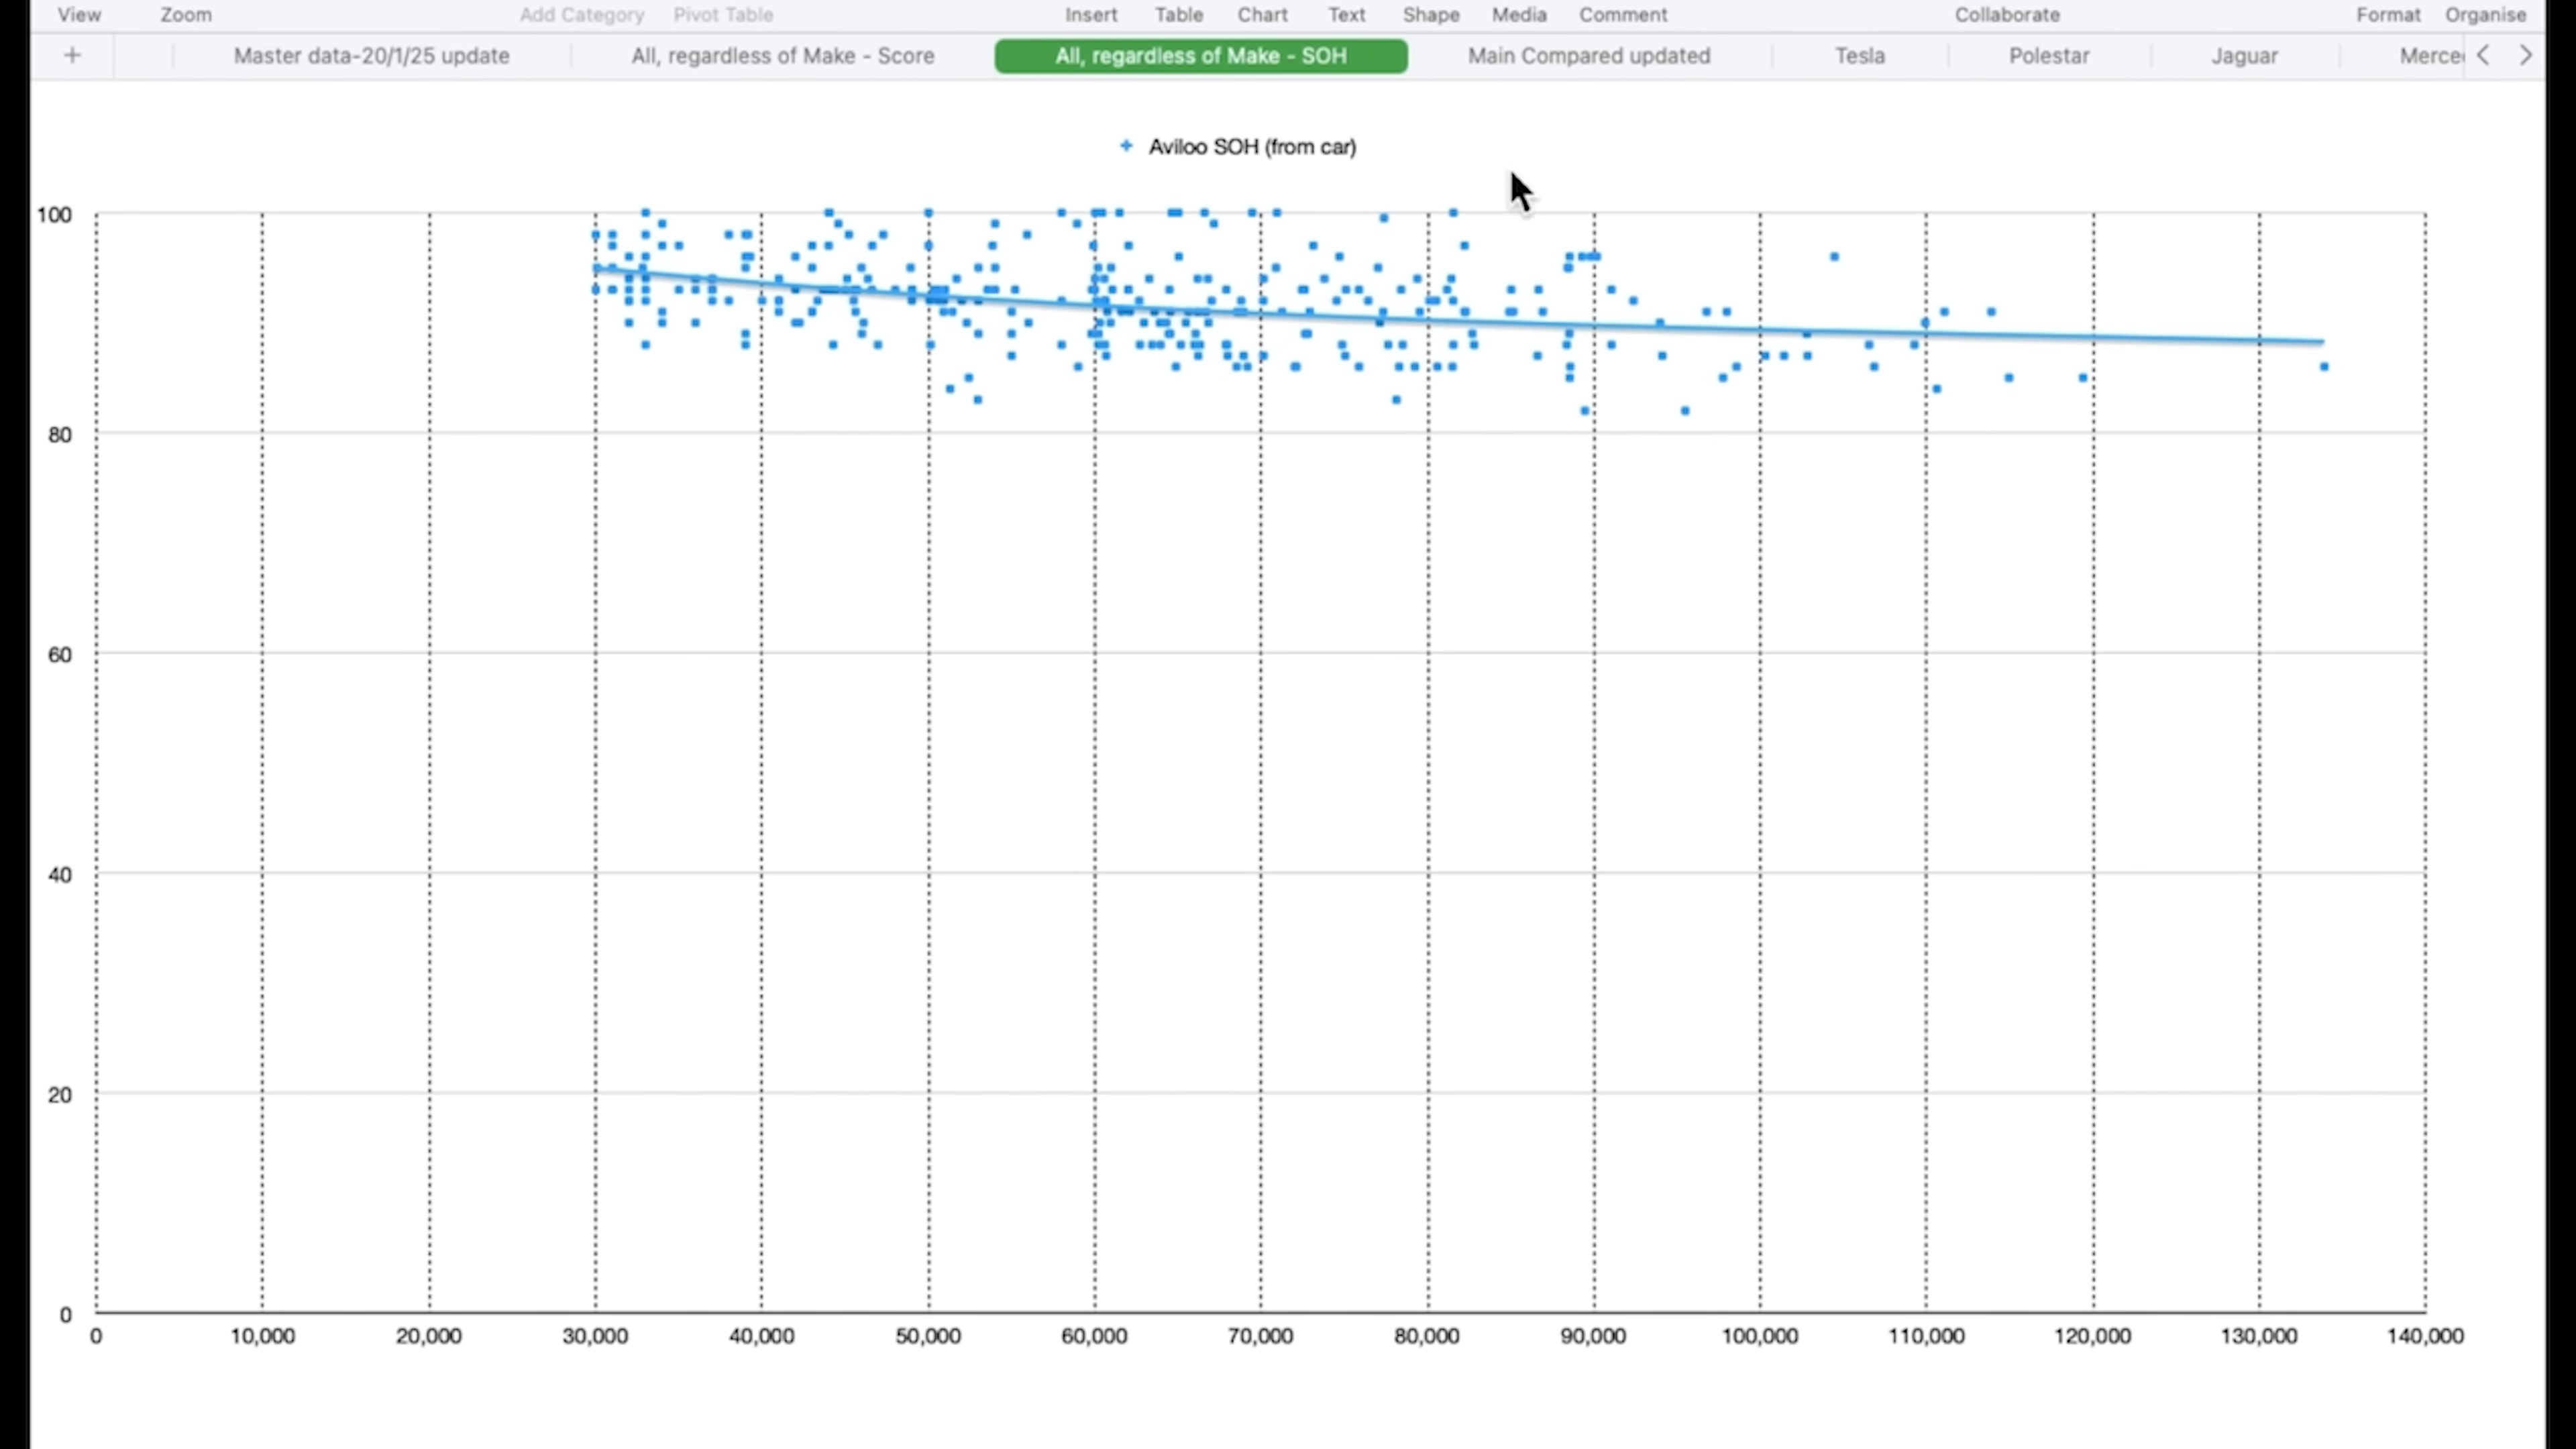 View Zoom Add Category Pivot Table Insert Table Chart Text Shape Media Comment Collaborate Format Organise
+ Master data-20/1/25 update All, regardless of Make - Score All, regardless of Make - SOH Main Compared updated Tesla Polestar Jaguar Merce
Aviloo SOH (from car)
100
80
60
40
20
0
0 10,000 20,000 30,000 40,000 50,000 60,000 70,000 80,000 90,000 100,000 110,000 120,000 130,000 140,000